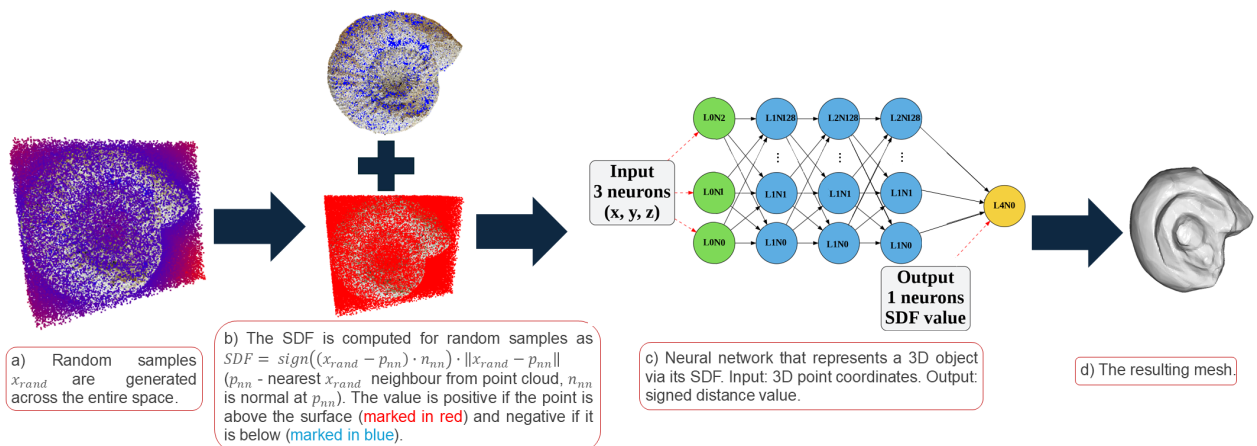 L0N2
L1N128
L2N128
L2N128
Input
3 neurons
(x, y, z)
L0N1
L1N1
L1N1
L1N1
L4N0
L0N0
L1N0
L1N0
L1N0
Output
1 neurons
SDF value
a) Random samples
x_rand are generated
across the entire space.
b) The SDF is computed for random samples as
SDF = sign((x_rand − p_nn) · n_nn) · ‖x_rand − p_nn‖
(p_nn - nearest x_rand neighbour from point cloud, n_nn
is normal at p_nn). The value is positive if the point is
above the surface (marked in red) and negative if it
is below (marked in blue).
c) Neural network that represents a 3D object
via its SDF. Input: 3D point coordinates. Output:
signed distance value.
d) The resulting mesh.